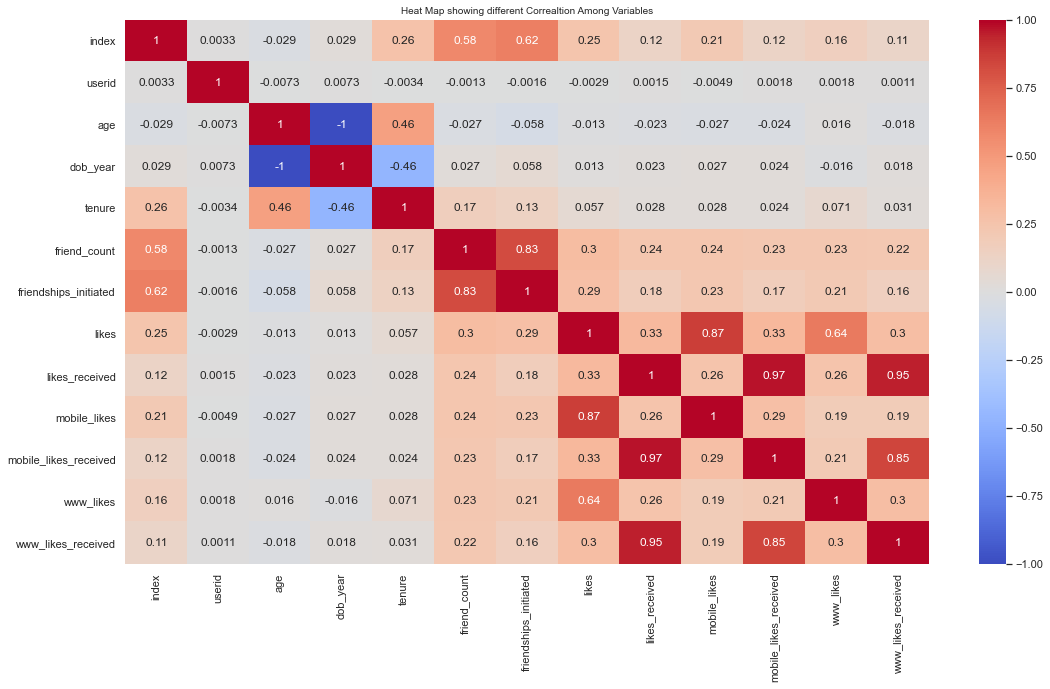 Heat Map showing different Correaltion Among Variables
index 1 0.0033 -0.029 0.029 0.26 0.58 0.62 0.25 0.12 0.21 0.12 0.16 0.11
userid 0.0033 1 -0.0073 0.0073 -0.0034 -0.0013 -0.0016 -0.0029 0.0015 -0.0049 0.0018 0.0018 0.0011
age -0.029 -0.0073 1 -1 0.46 -0.027 -0.058 -0.013 -0.023 -0.027 -0.024 0.016 -0.018
dob_year 0.029 0.0073 -1 1 -0.46 0.027 0.058 0.013 0.023 0.027 0.024 -0.016 0.018
tenure 0.26 -0.0034 0.46 -0.46 1 0.17 0.13 0.057 0.028 0.028 0.024 0.071 0.031
friend_count 0.58 -0.0013 -0.027 0.027 0.17 1 0.83 0.3 0.24 0.24 0.23 0.23 0.22
friendships_initiated 0.62 -0.0016 -0.058 0.058 0.13 0.83 1 0.29 0.18 0.23 0.17 0.21 0.16
likes 0.25 -0.0029 -0.013 0.013 0.057 0.3 0.29 1 0.33 0.87 0.33 0.64 0.3
likes_received 0.12 0.0015 -0.023 0.023 0.028 0.24 0.18 0.33 1 0.26 0.97 0.26 0.95
mobile_likes 0.21 -0.0049 -0.027 0.027 0.028 0.24 0.23 0.87 0.26 1 0.29 0.19 0.19
mobile_likes_received 0.12 0.0018 -0.024 0.024 0.024 0.23 0.17 0.33 0.97 0.29 1 0.21 0.85
www_likes 0.16 0.0018 0.016 -0.016 0.071 0.23 0.21 0.64 0.26 0.19 0.21 1 0.3
www_likes_received 0.11 0.0011 -0.018 0.018 0.031 0.22 0.16 0.3 0.95 0.19 0.85 0.3 1
index
userid
age
dob_year
tenure
friend_count
friendships_initiated
likes
likes_received
mobile_likes
mobile_likes_received
www_likes
www_likes_received
1.00
0.75
0.50
0.25
0.00
−0.25
−0.50
−0.75
−1.00